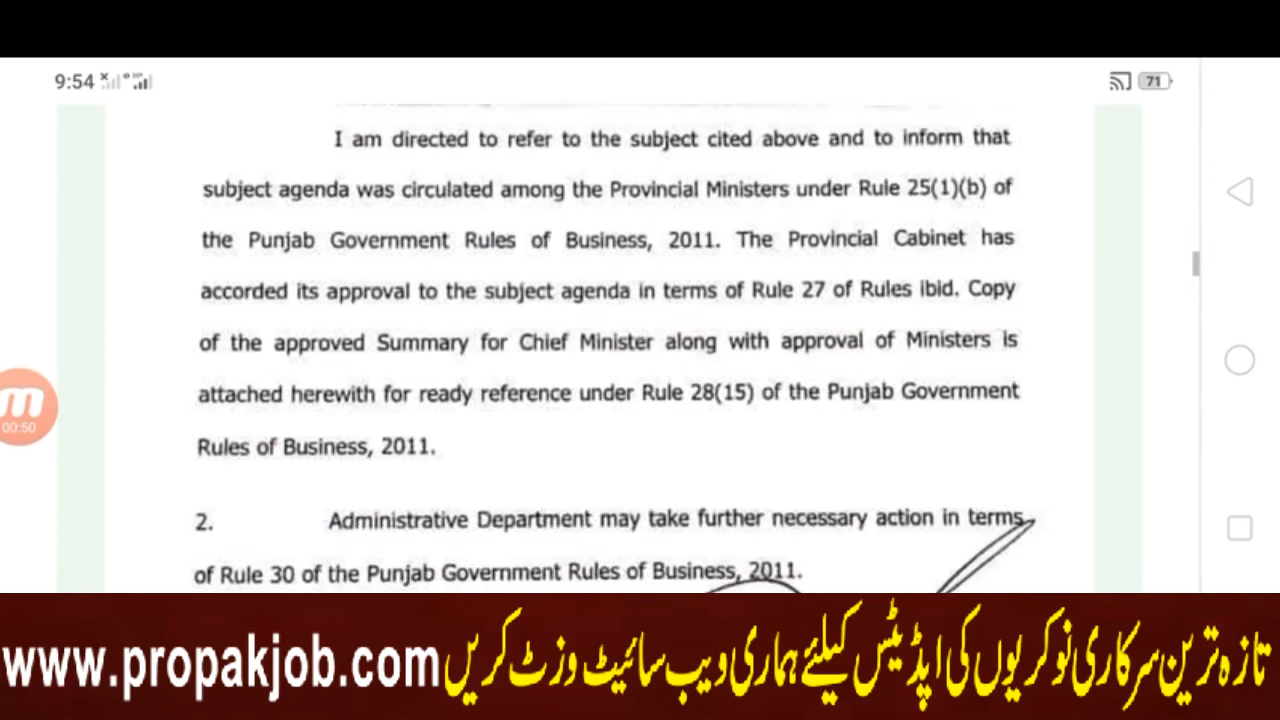 9:54
71
I am directed to refer to the subject cited above and to inform that
subject agenda was circulated among the Provincial Ministers under Rule 25(1)(b) of
the Punjab Government Rules of Business, 2011. The Provincial Cabinet has
accorded its approval to the subject agenda in terms of Rule 27 of Rules ibid. Copy
of the approved Summary for Chief Minister along with approval of Ministers is
attached herewith for ready reference under Rule 28(15) of the Punjab Government
Rules of Business, 2011.
00:50
2. Administrative Department may take further necessary action in terms
of Rule 30 of the Punjab Government Rules of Business, 2011.
تازہ ترین سرکاری نوکریوں کی اپڈیٹس کیلئے ہماری ویب سائیٹ وزٹ کریں www.propakjob.com